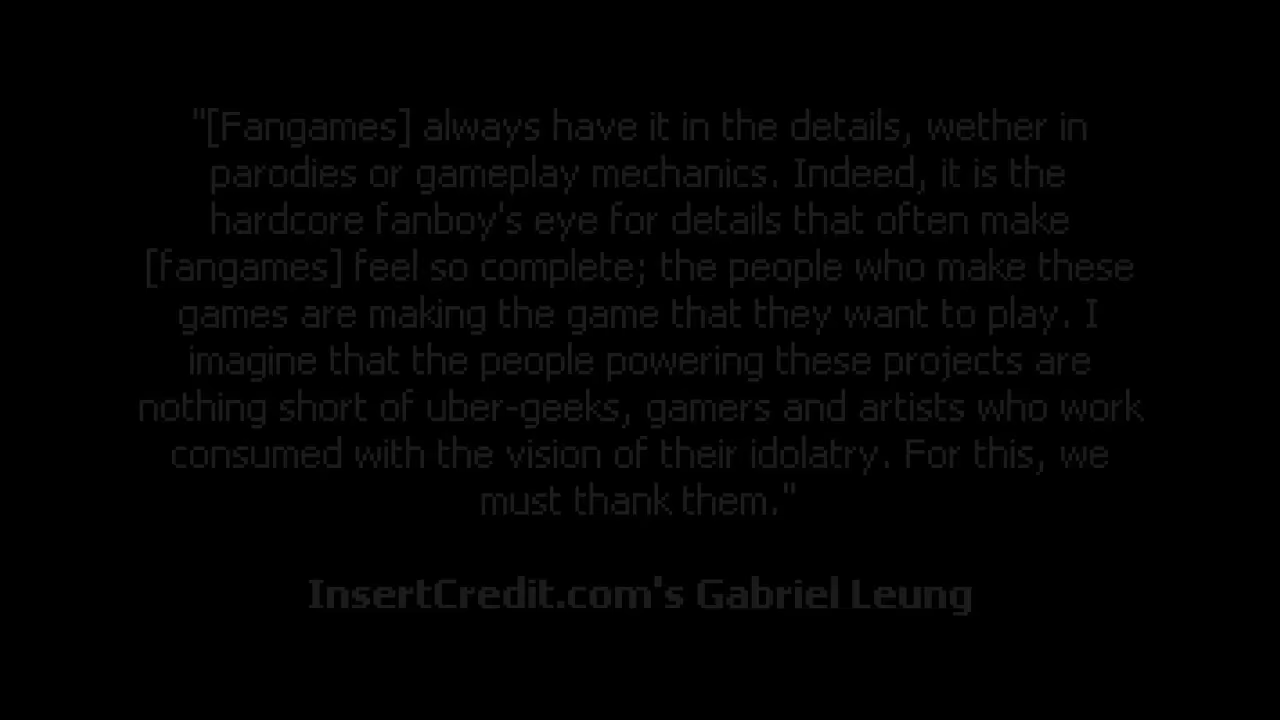 "[Fangames] always have it in the details, wether in
parodies or gameplay mechanics. Indeed, it is the
hardcore fanboy's eye for details that often make
[fangames] feel so complete; the people who make these
games are making the game that they want to play. I
imagine that the people powering these projects are
nothing short of uber-geeks, gamers and artists who work
consumed with the vision of their idolatry. For this, we
must thank them."
InsertCredit.com's Gabriel Leung